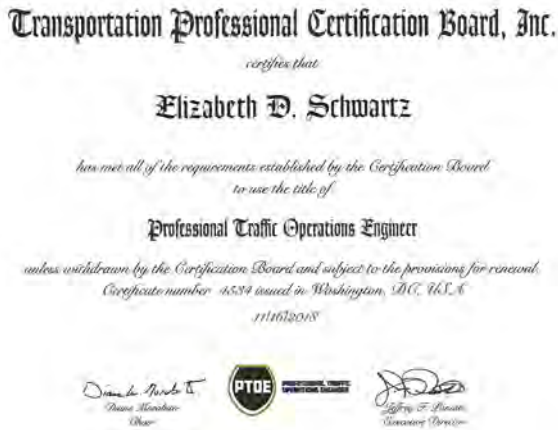 Transportation Professional Certification Board, Inc.
certifies that
Elizabeth D. Schwartz
has met all of the requirements established by the Certification Board
to use the title of
Professional Traffic Operations Engineer
unless withdrawn by the Certification Board and subject to the provisions for renewal.
Certificate number 4534 issued in Washington, DC, USA
11/16/2018
PTOE
PROFESSIONAL TRAFFIC
OPERATIONS ENGINEER
Chair
Jeffrey F.
Executive Director